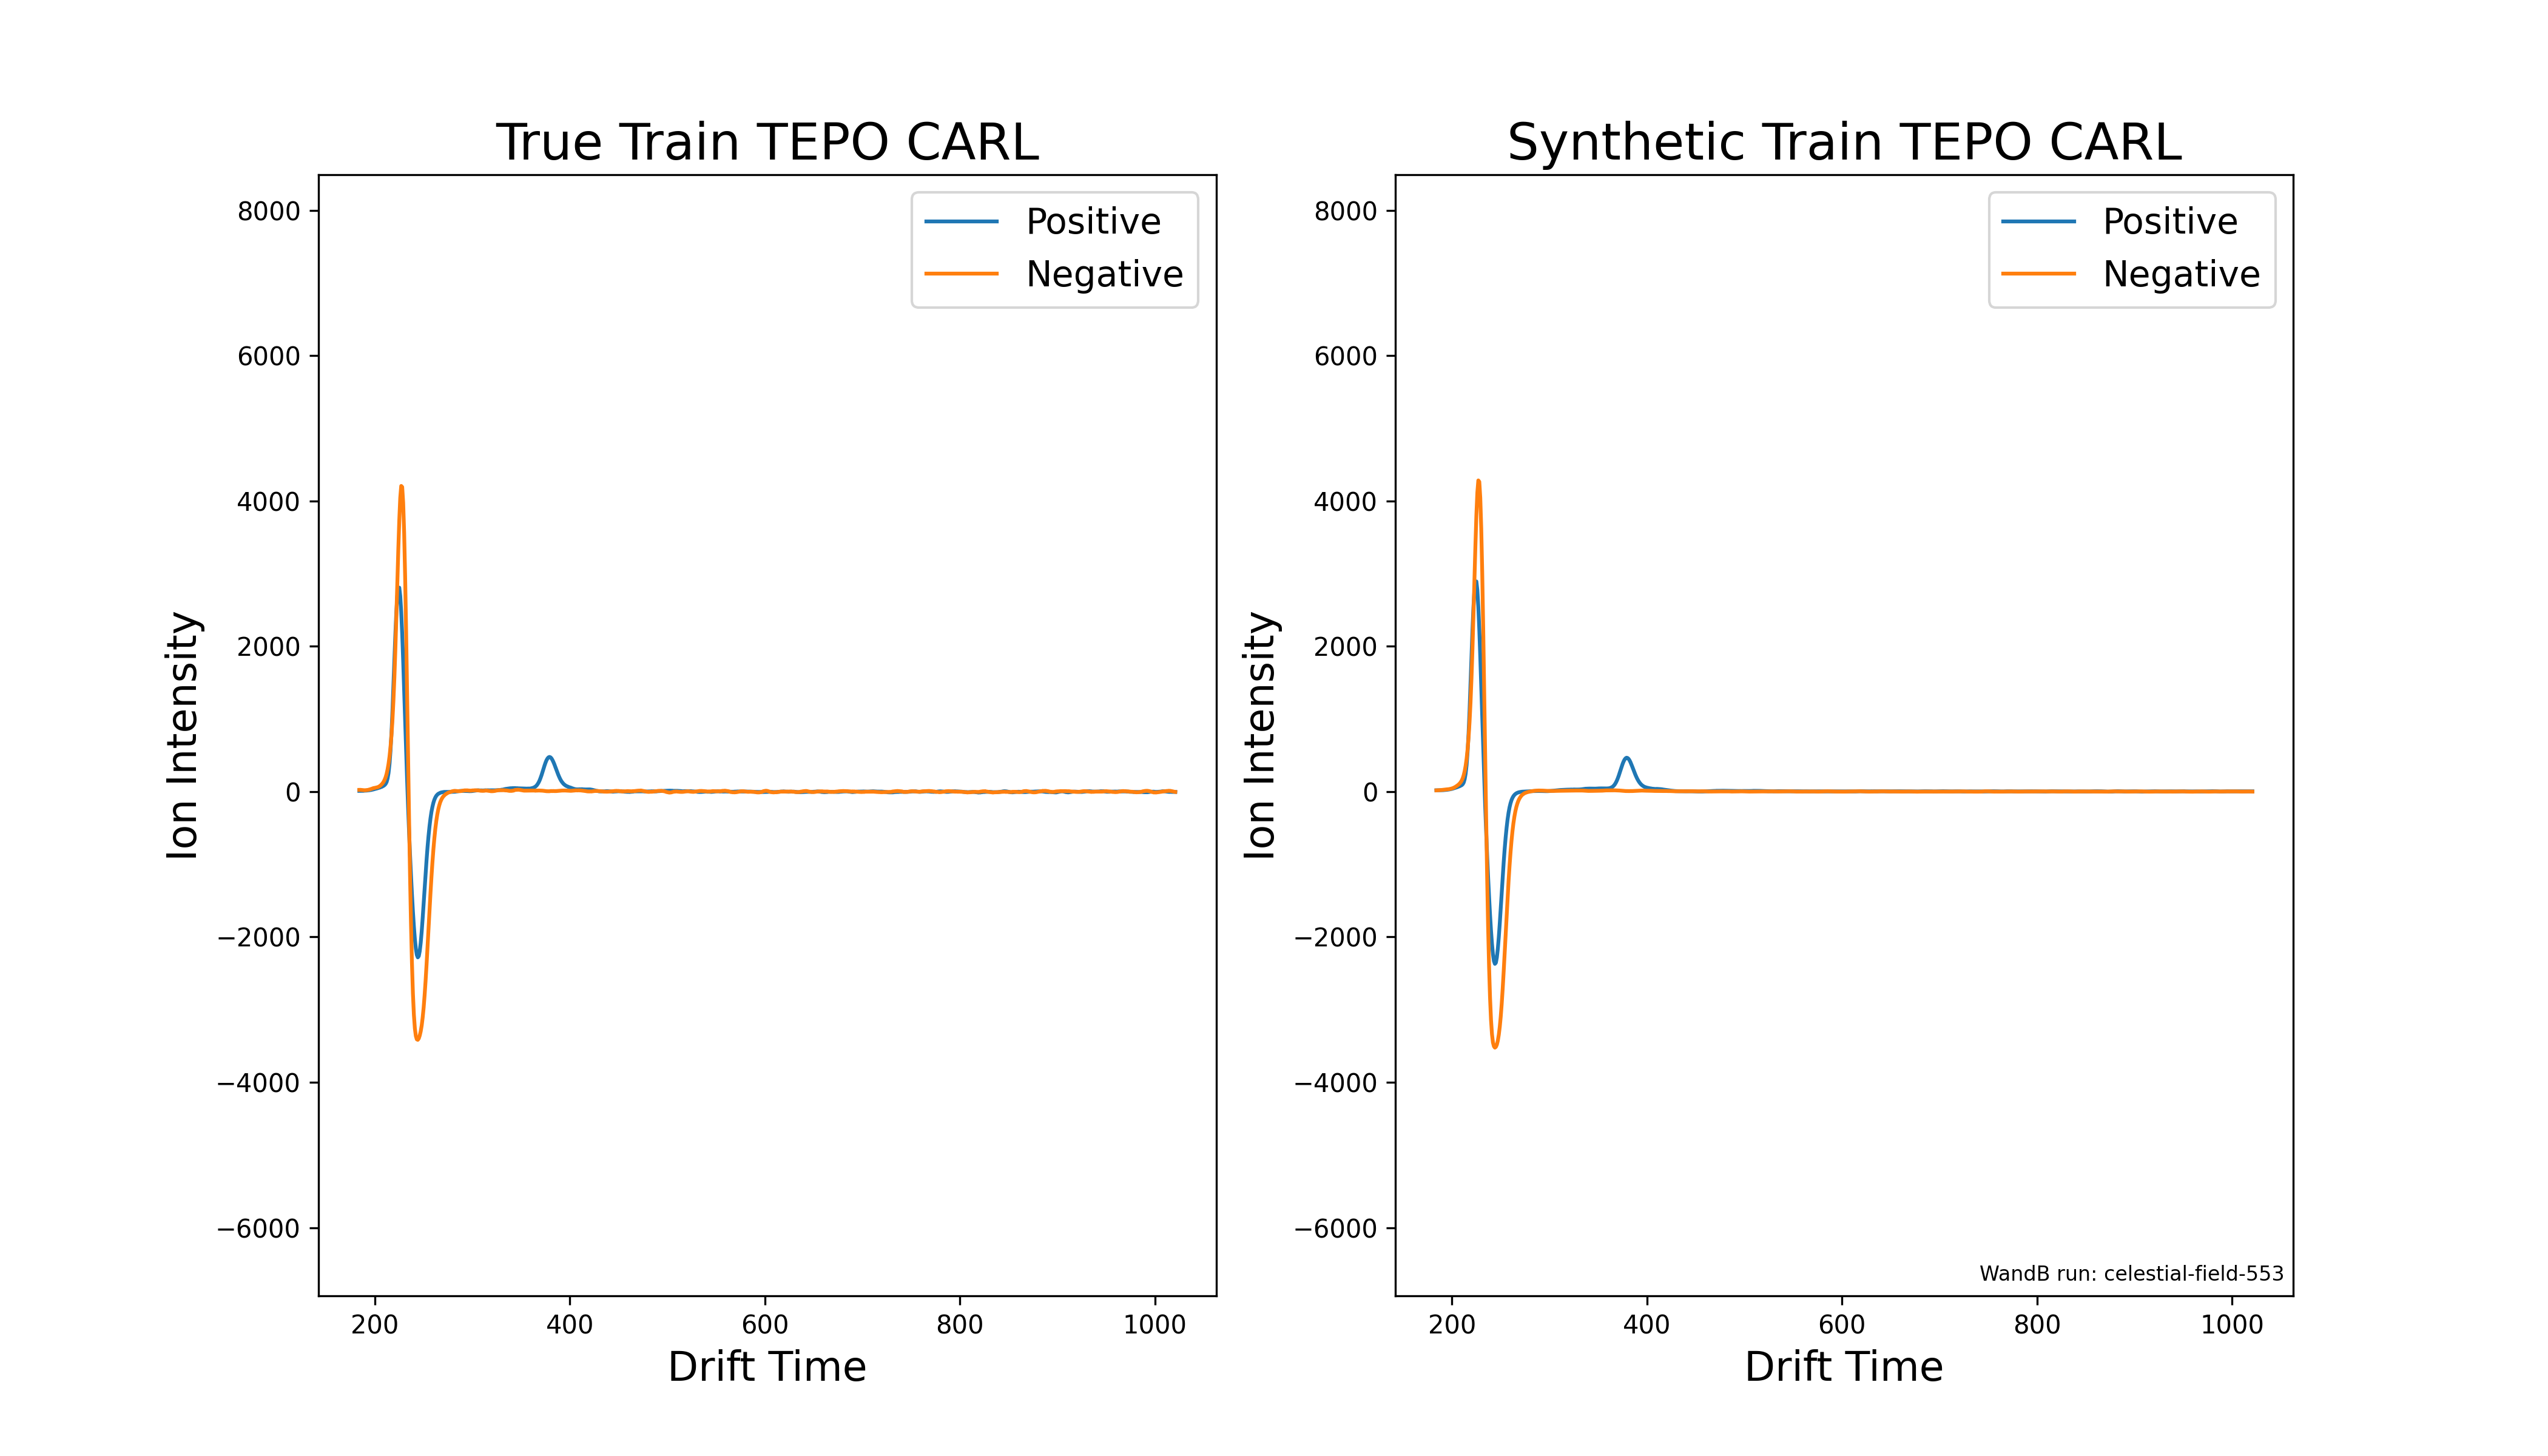 True Train TEPO CARL
Positive
Negative
8000
6000
4000
2000
0
−2000
−4000
−6000
Ion Intensity
200 400 600 800 1000
Drift Time
Synthetic Train TEPO CARL
Positive
Negative
8000
6000
4000
2000
0
−2000
−4000
−6000
Ion Intensity
WandB run: celestial-field-553
200 400 600 800 1000
Drift Time